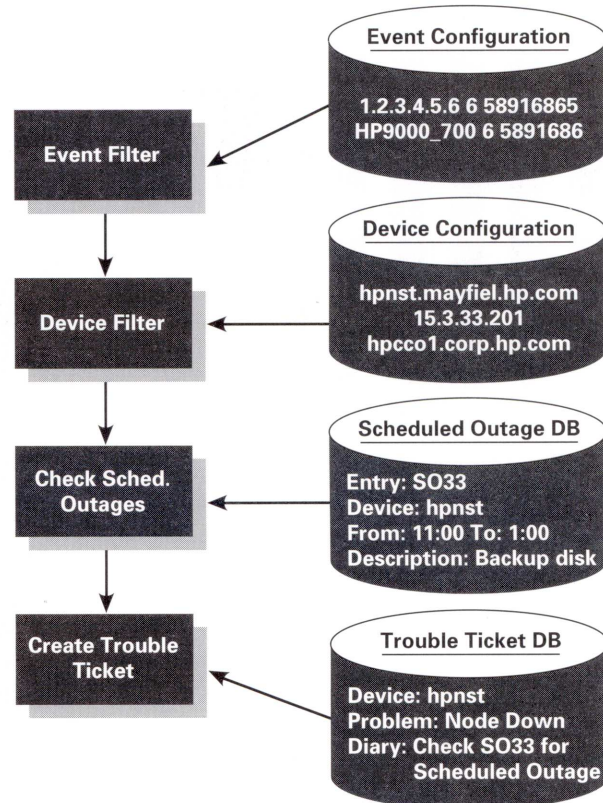 Event Configuration
1.2.3.4.5.6 6 58916865
HP9000_700 6 5891686
Event Filter
Device Configuration
hpnst.mayfiel.hp.com
15.3.33.201
hpcco1.corp.hp.com
Device Filter
Scheduled Outage DB
Entry: SO33
Device: hpnst
From: 11:00 To: 1:00
Description: Backup disk
Check Sched.
Outages
Trouble Ticket DB
Device: hpnst
Problem: Node Down
Diary: Check SO33 for
Scheduled Outage
Create Trouble
Ticket